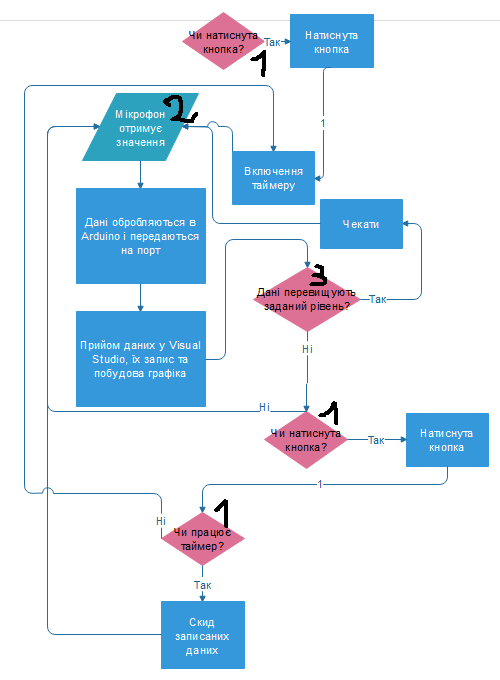 Чи натиснута
кнопка?
Так
Натиснута
кнопка
1
1
2
Мікрофон
отримує
значення
Включення
таймеру
Дані обробляються в
Arduino і передаються
на порт
Чекати
3
Дані перевищують
заданий рівень?
Так
Прийом даних у Visual
Studio, їх запис та
побудова графіка
Ні
Ні
1
Чи натиснута
кнопка?
Так
Натиснута
кнопка
1
1
Ні
Чи працює
таймер?
Так
Скид
записаних
даних